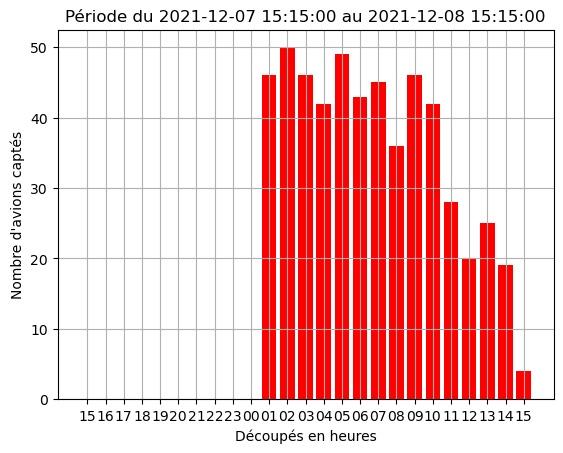 Période du 2021-12-07 15:15:00 au 2021-12-08 15:15:00
50
40
30
20
10
0
Nombre d'avions captés
15 16 17 18 19 20 21 22 23 00 01 02 03 04 05 06 07 08 09 10 11 12 13 14 15
Découpés en heures